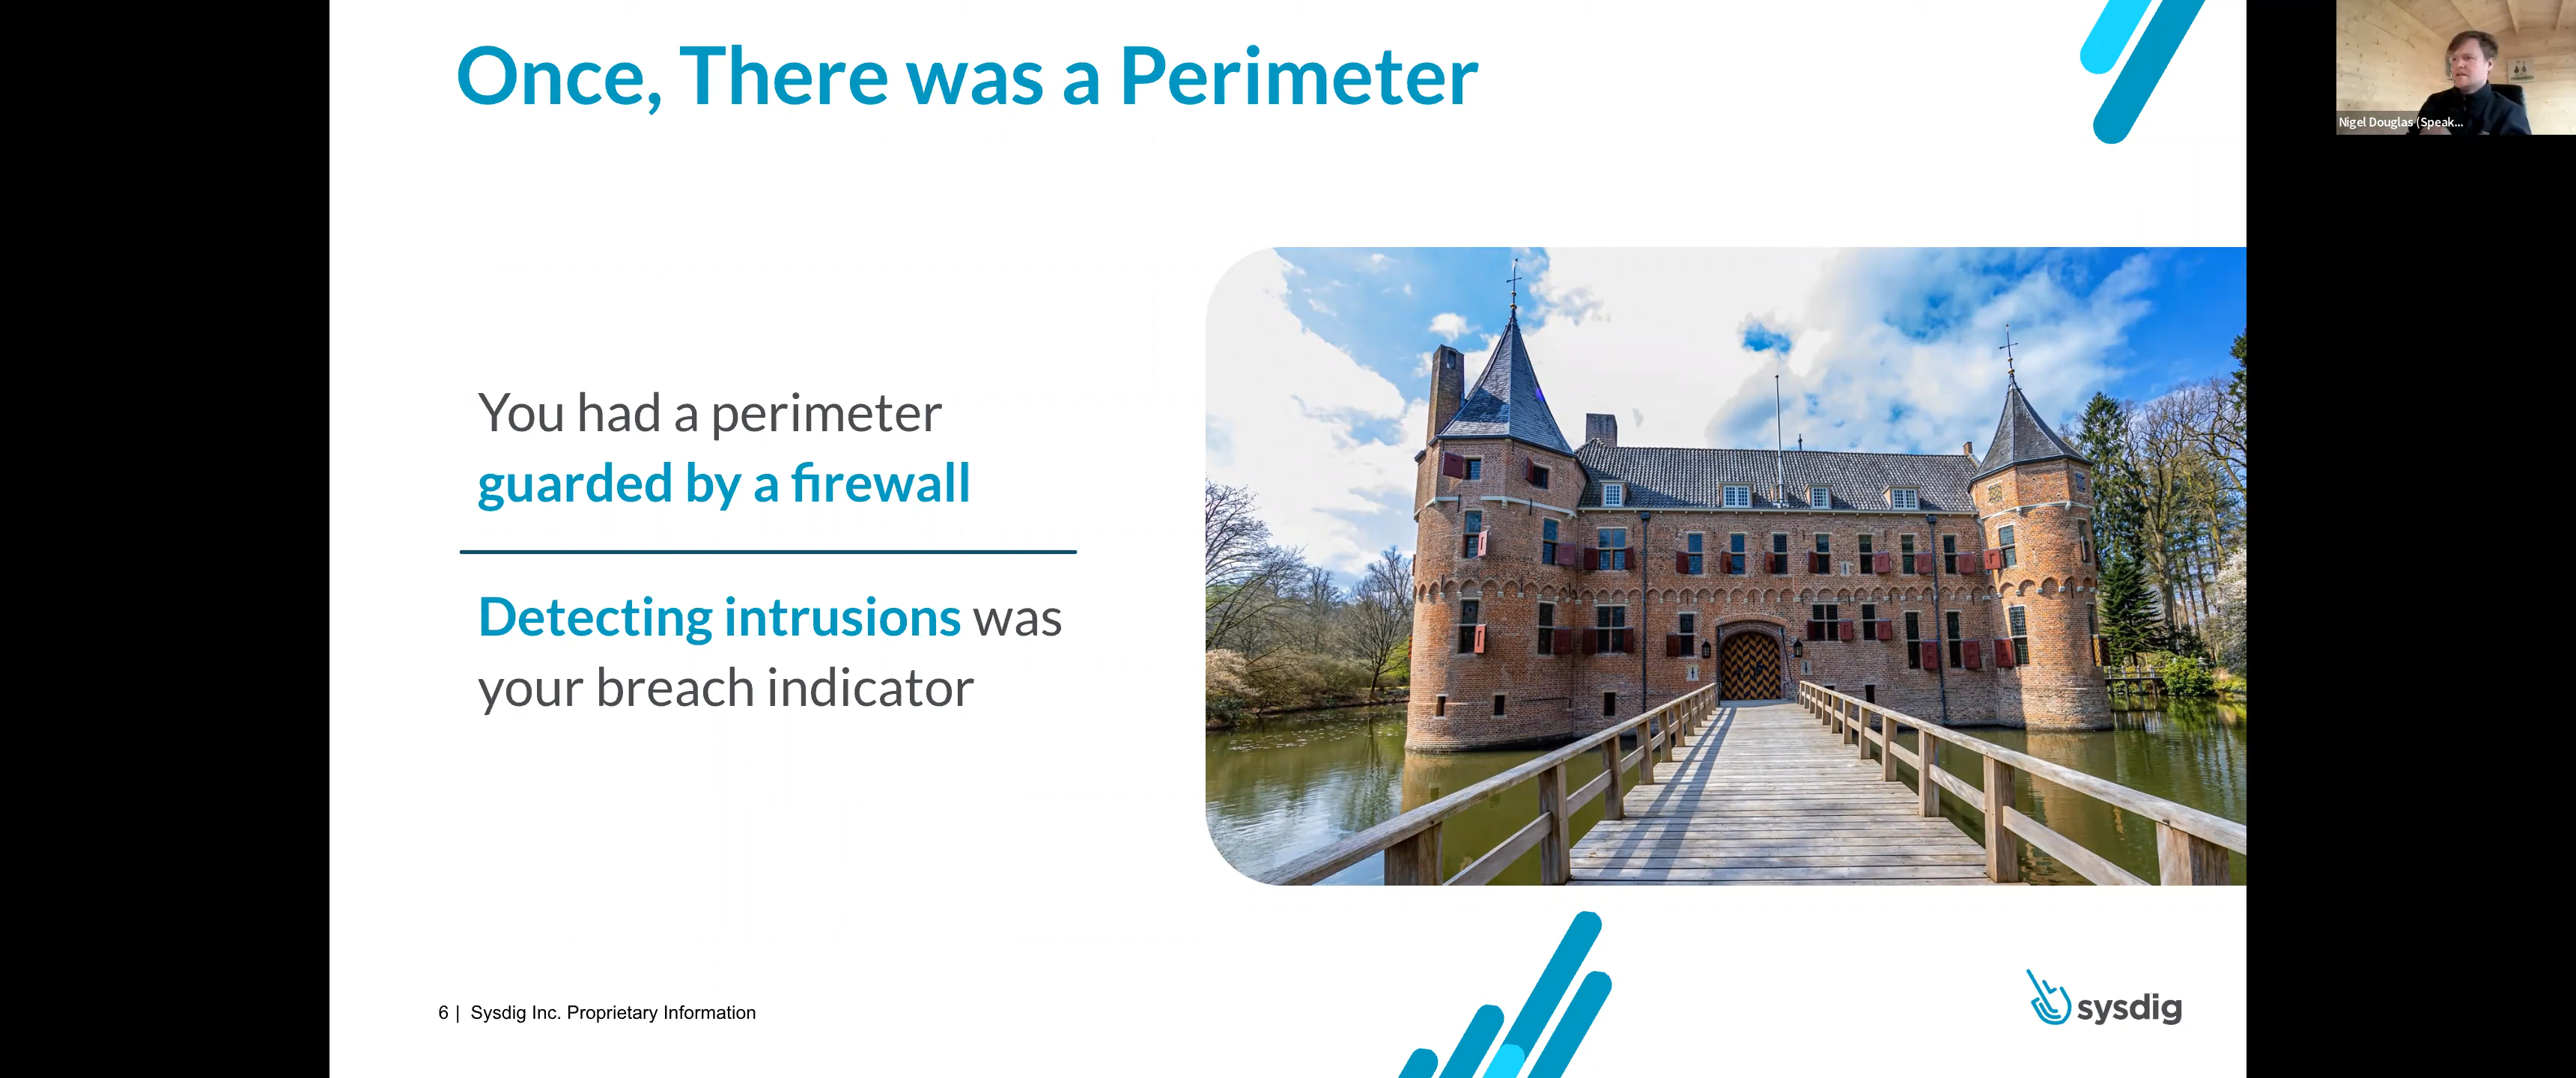 Once, There was a Perimeter
Nigel Douglas (Speak...
You had a perimeter
guarded by a firewall
Detecting intrusions was
your breach indicator
6 | Sysdig Inc. Proprietary Information
sysdig